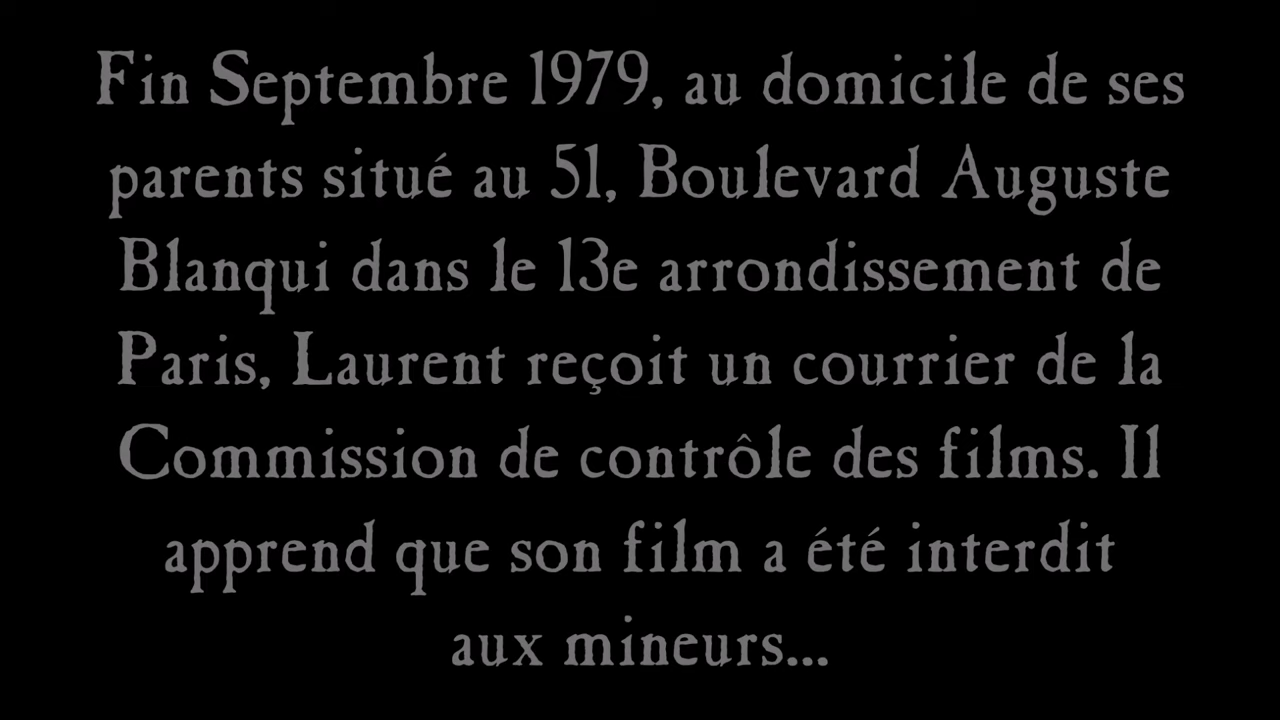 Fin Septembre 1979, au domicile de ses
parents situé au 51, Boulevard Auguste
Blanqui dans le 13e arrondissement de
Paris, Laurent reçoit un courrier de la
Commission de contrôle des films. Il
apprend que son film a été interdit
aux mineurs...